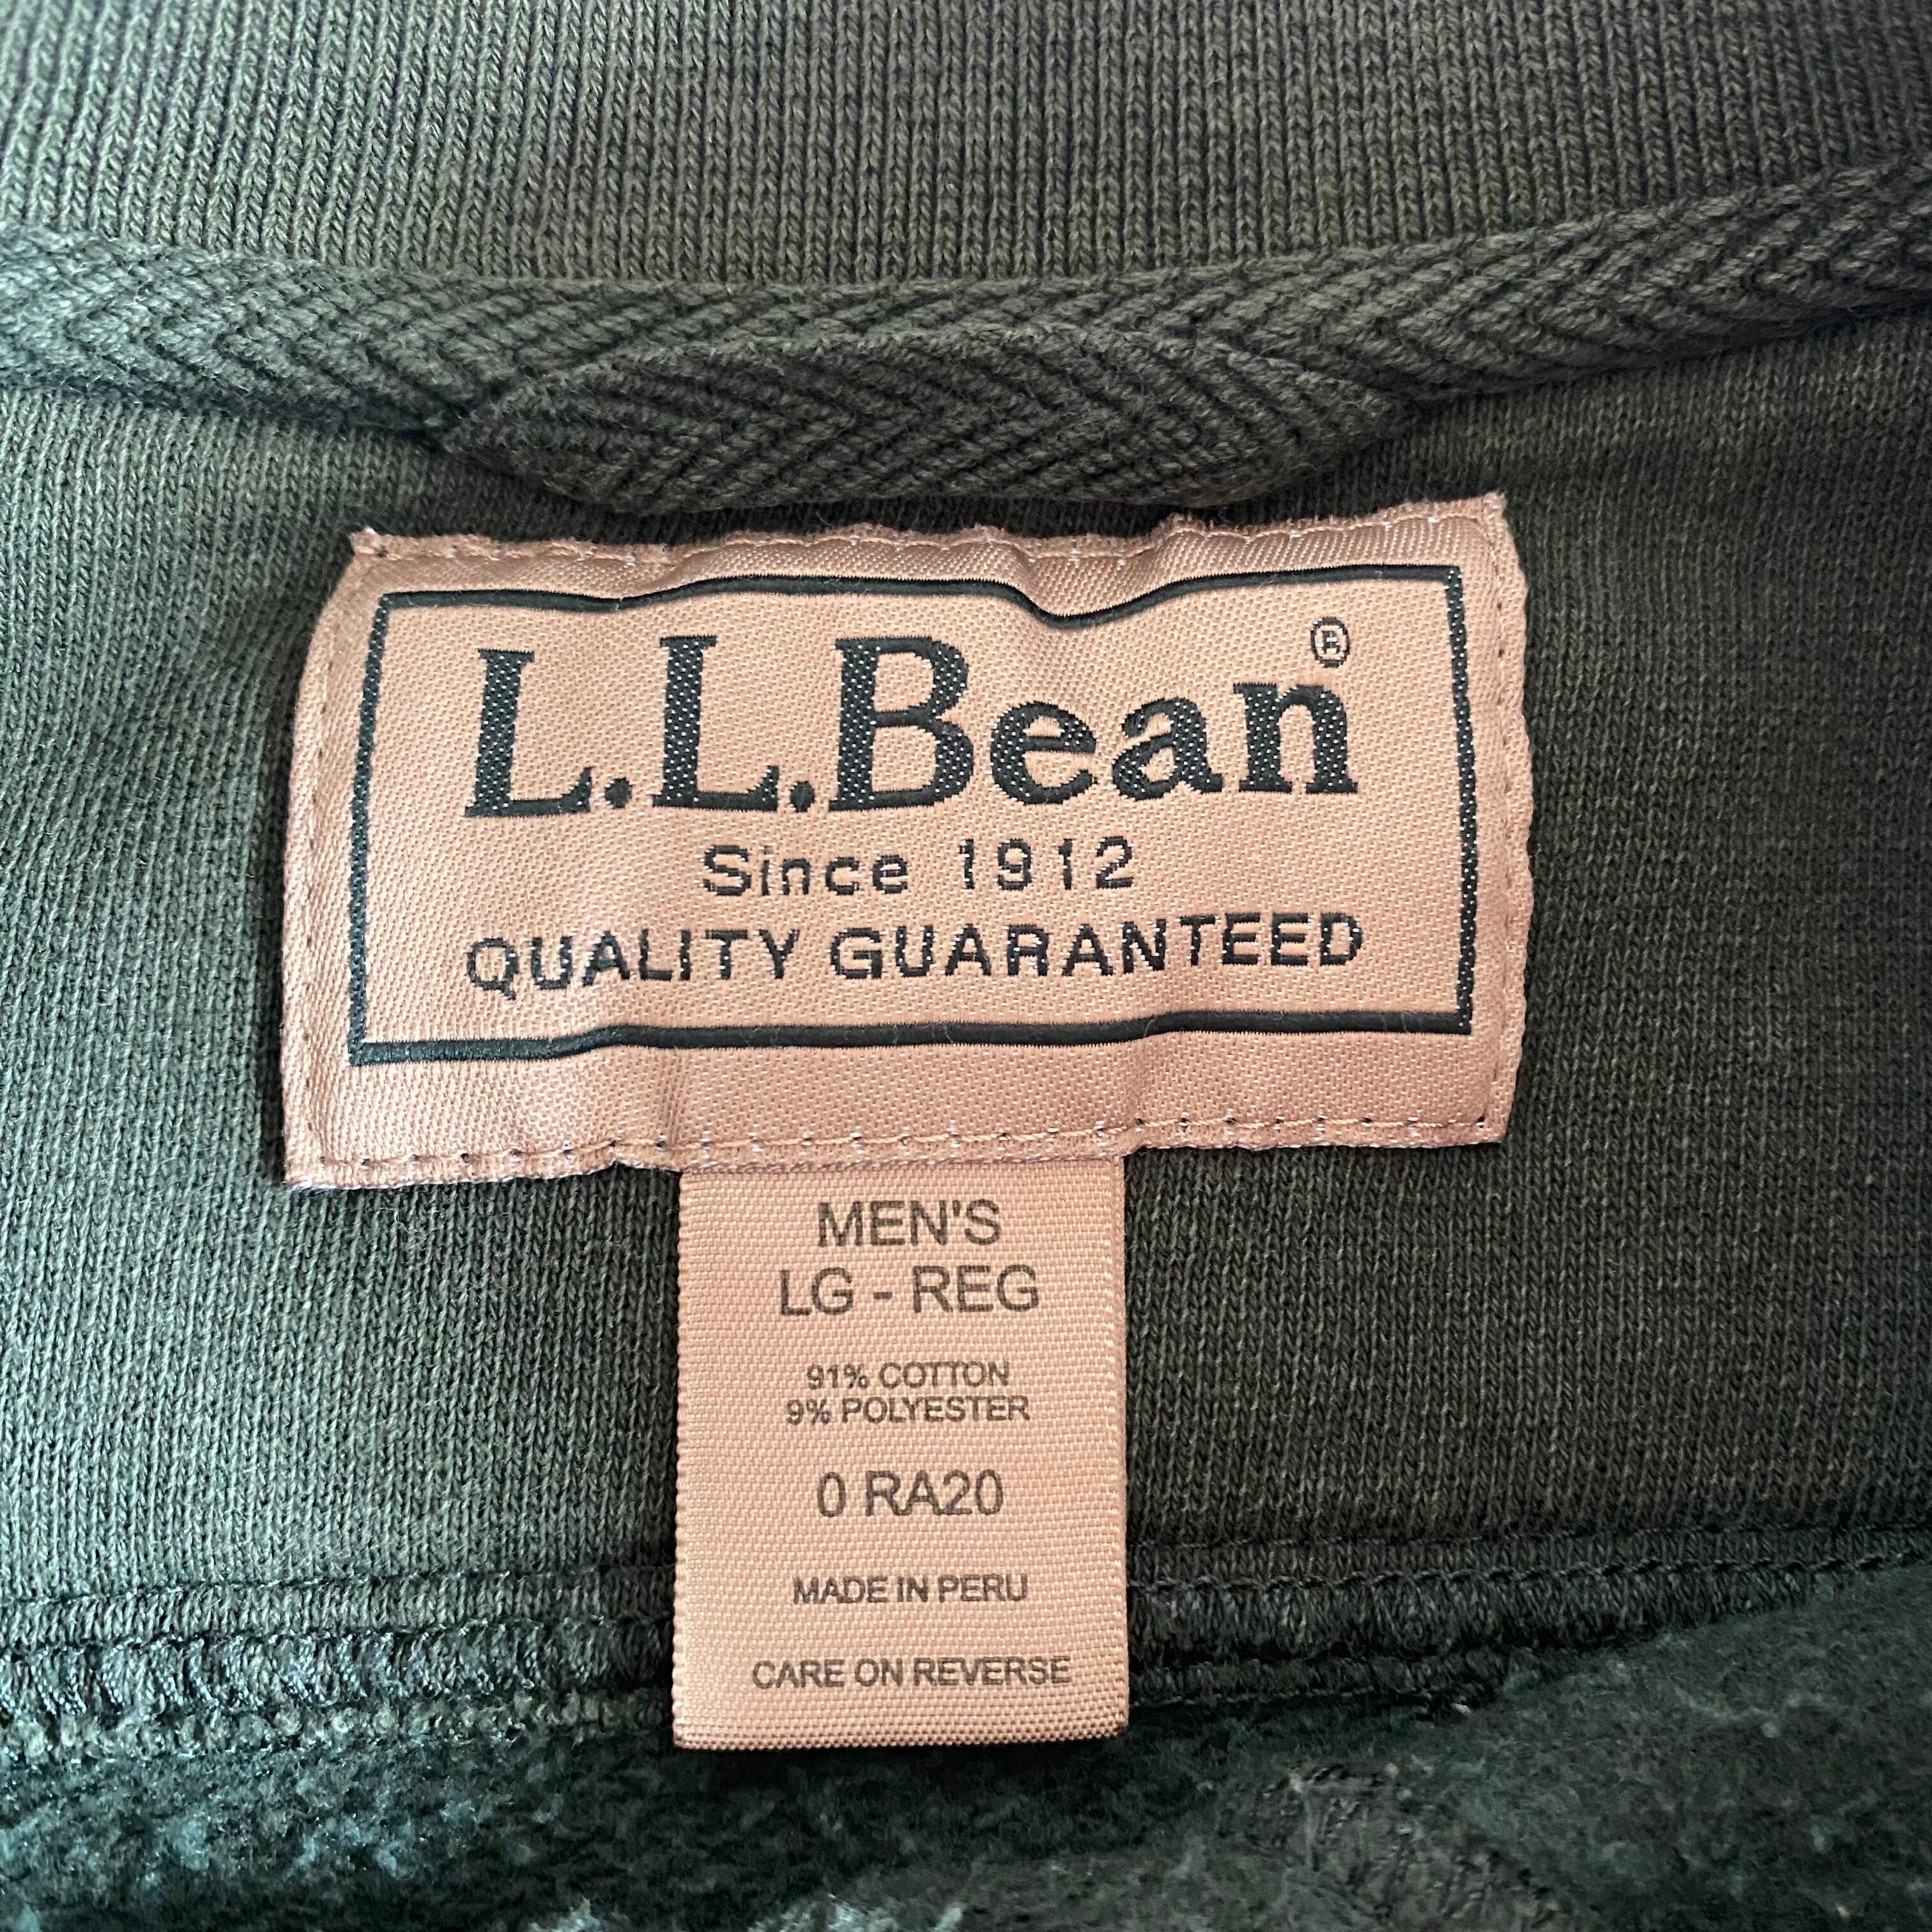 L.L.Bean®
Since 1912
QUALITY GUARANTEED
MEN'S
LG - REG
91% COTTON
9% POLYESTER
0 RA20
MADE IN PERU
CARE ON REVERSE